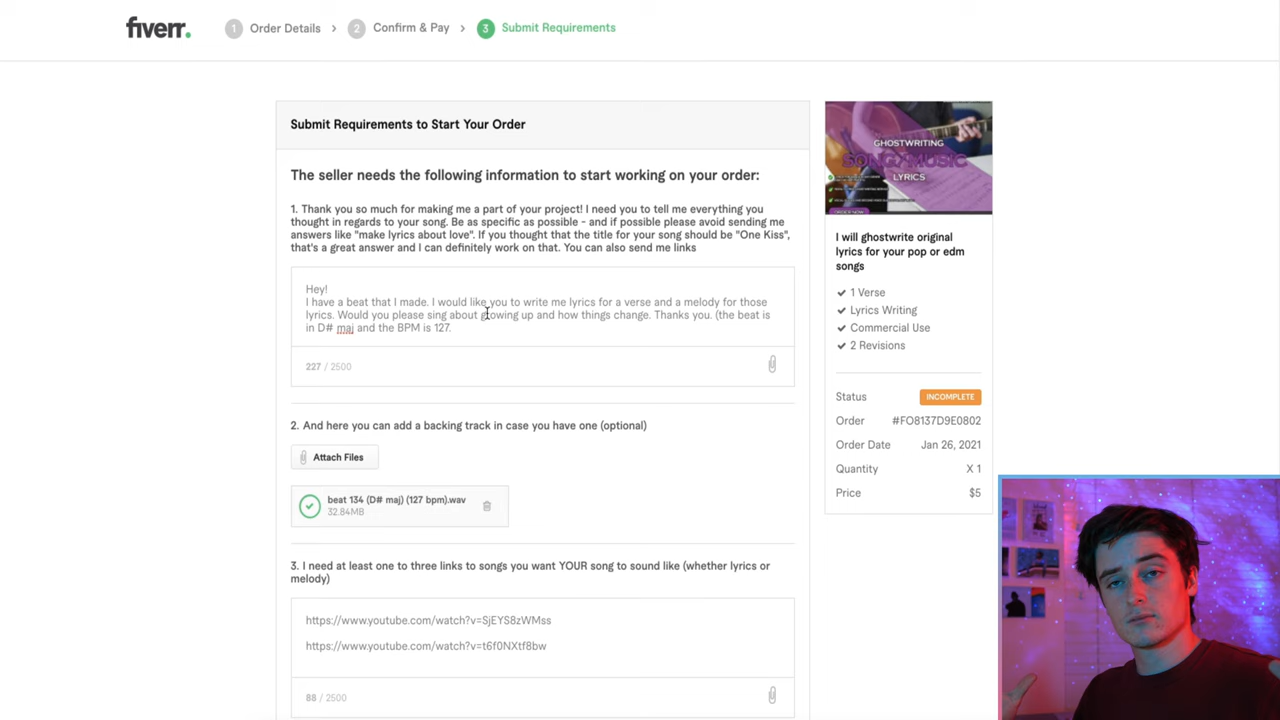 fiverr.
1 Order Details > 2 Confirm & Pay > 3 Submit Requirements
Submit Requirements to Start Your Order
The seller needs the following information to start working on your order:
1. Thank you so much for making me a part of your project! I need you to tell me everything you
thought in regards to your song. Be as specific as possible - and if possible please avoid sending me
answers like "make lyrics about love". If you thought that the title for your song should be "One Kiss",
that's a great answer and I can definitely work on that. You can also send me links
Hey!
I have a beat that I made. I would like you to write me lyrics for a verse and a melody for those
lyrics. Would you please sing about growing up and how things change. Thanks you. (the beat is
in D# maj and the BPM is 127.
227 / 2500
2. And here you can add a backing track in case you have one (optional)
Attach Files
beat 134 (D# maj) (127 bpm).wav
32.84MB
3. I need at least one to three links to songs you want YOUR song to sound like (whether lyrics or
melody)
https://www.youtube.com/watch?v=SjEYS8zWMss
https://www.youtube.com/watch?v=t6f0NXtf8bw
88 / 2500
GHOSTWRITING
SONG/MUSIC
LYRICS
I will ghostwrite original
lyrics for your pop or edm
songs
1 Verse
Lyrics Writing
Commercial Use
2 Revisions
Status INCOMPLETE
Order #FO8137D9E0802
Order Date Jan 26, 2021
Quantity X 1
Price $5